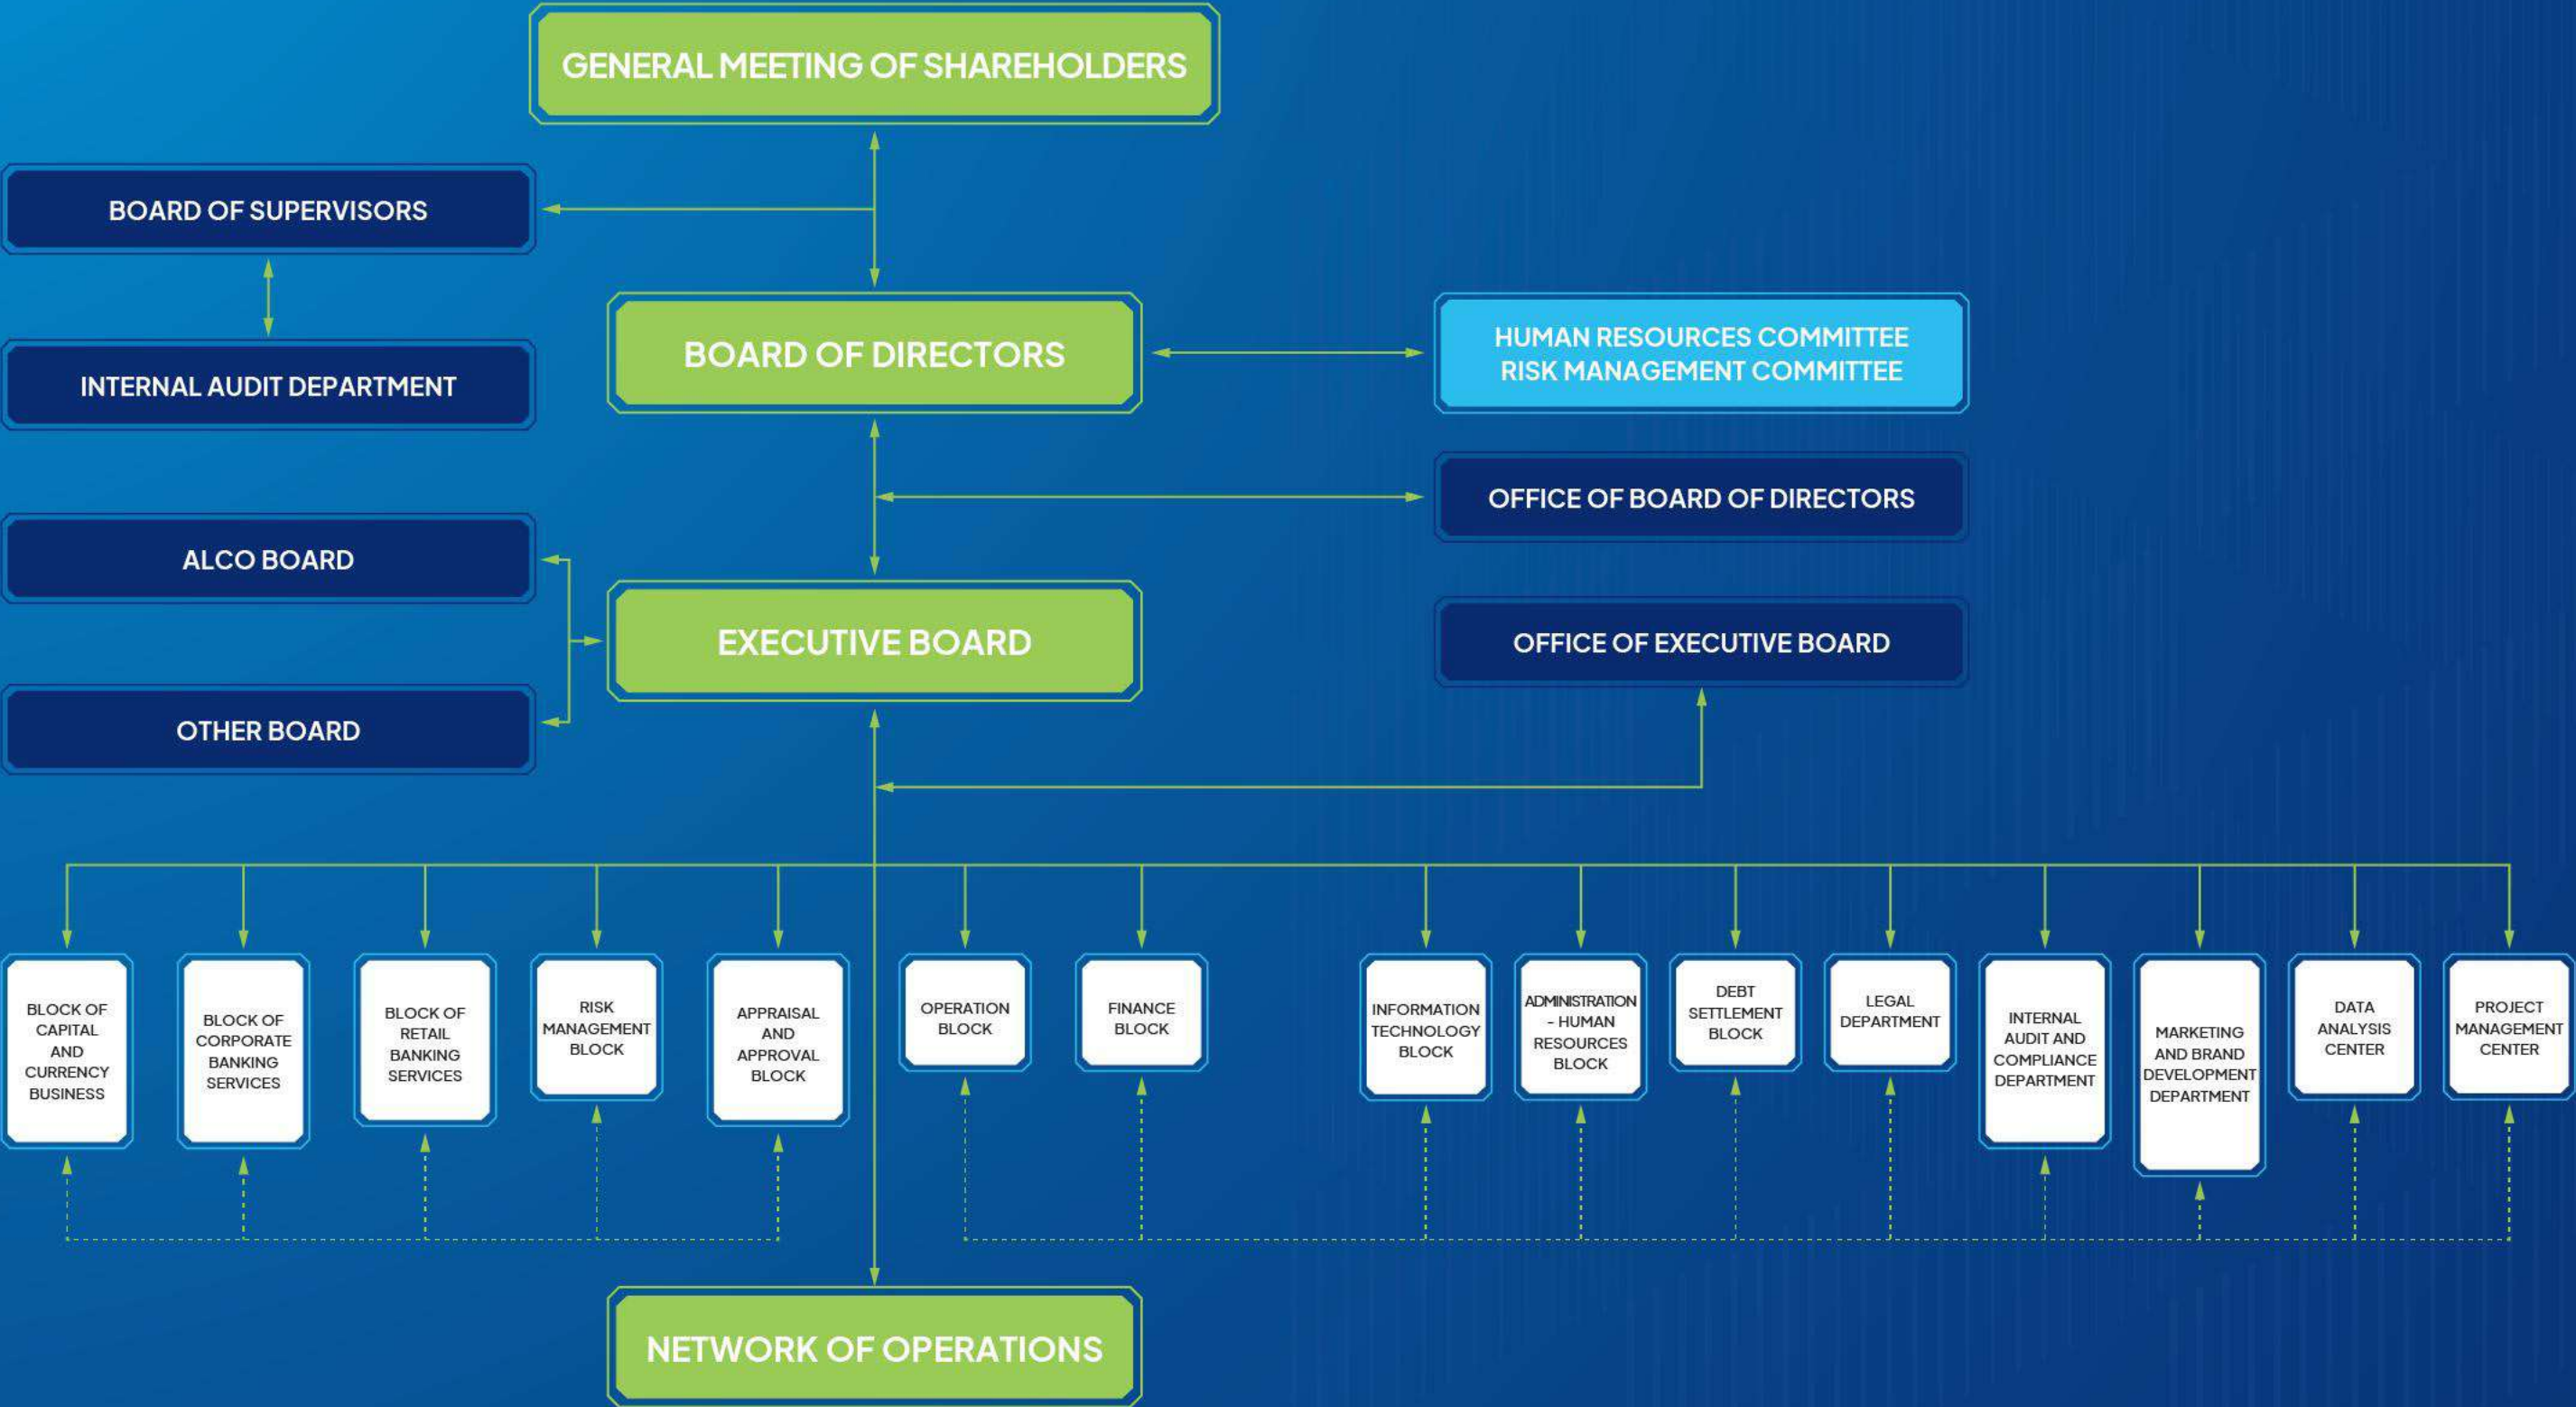 GENERAL MEETING OF SHAREHOLDERS
BOARD OF SUPERVISORS
INTERNAL AUDIT DEPARTMENT
BOARD OF DIRECTORS
HUMAN RESOURCES COMMITTEE
RISK MANAGEMENT COMMITTEE
OFFICE OF BOARD OF DIRECTORS
ALCO BOARD
EXECUTIVE BOARD
OFFICE OF EXECUTIVE BOARD
OTHER BOARD
BLOCK OF
CAPITAL
AND
CURRENCY
BUSINESS
BLOCK OF
CORPORATE
BANKING
SERVICES
BLOCK OF
RETAIL
BANKING
SERVICES
RISK
MANAGEMENT
BLOCK
APPRAISAL
AND
APPROVAL
BLOCK
OPERATION
BLOCK
FINANCE
BLOCK
INFORMATION
TECHNOLOGY
BLOCK
ADMINISTRATION
- HUMAN
RESOURCES
BLOCK
DEBT
SETTLEMENT
BLOCK
LEGAL
DEPARTMENT
INTERNAL
AUDIT AND
COMPLIANCE
DEPARTMENT
MARKETING
AND BRAND
DEVELOPMENT
DEPARTMENT
DATA
ANALYSIS
CENTER
PROJECT
MANAGEMENT
CENTER
NETWORK OF OPERATIONS